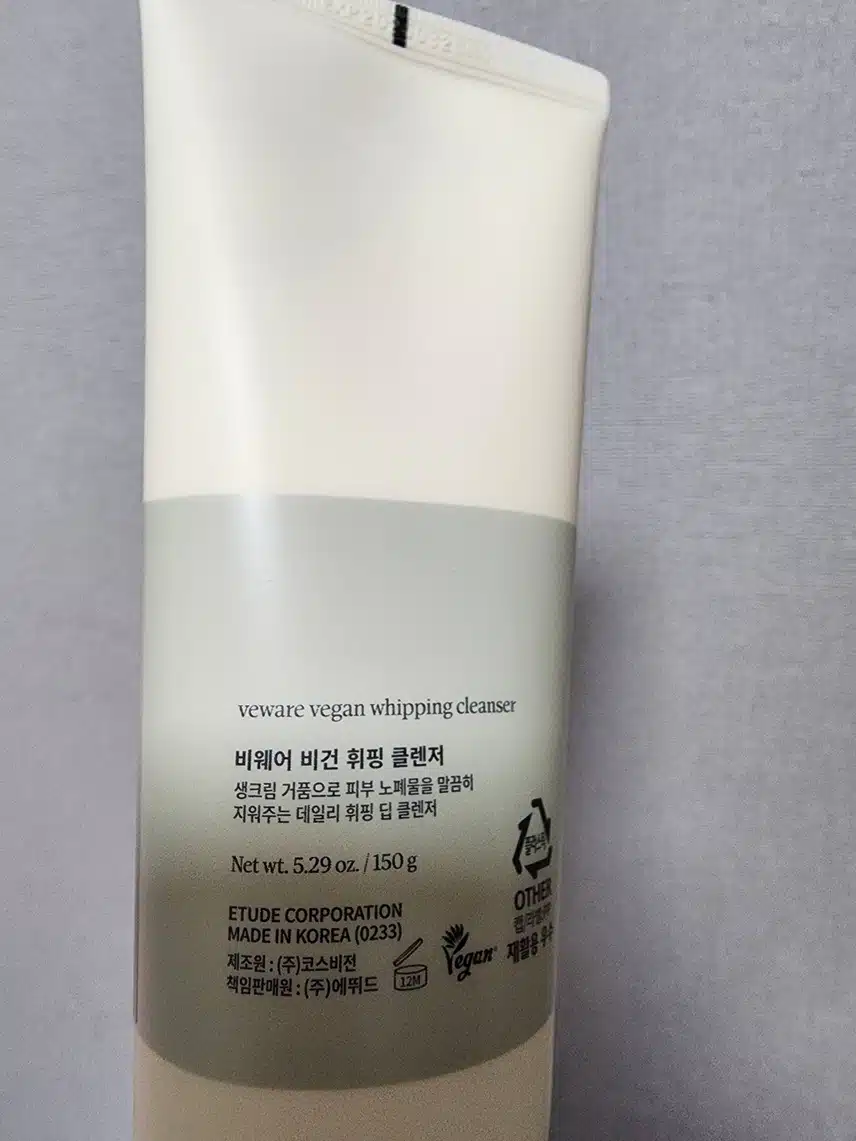 veware vegan whipping cleanser
비웨어 비건 휘핑 클렌저
생크림 거품으로 피부 노폐물을 말끔히
지워주는 데일리 휘핑 딥 클렌저
Net wt. 5.29 oz. / 150 g
플라스틱
OTHER
재활용 우수
ETUDE CORPORATION
MADE IN KOREA (0233)
제조원 : (주)코스비전
책임판매원 : (주)에뛰드
12M
Vegan